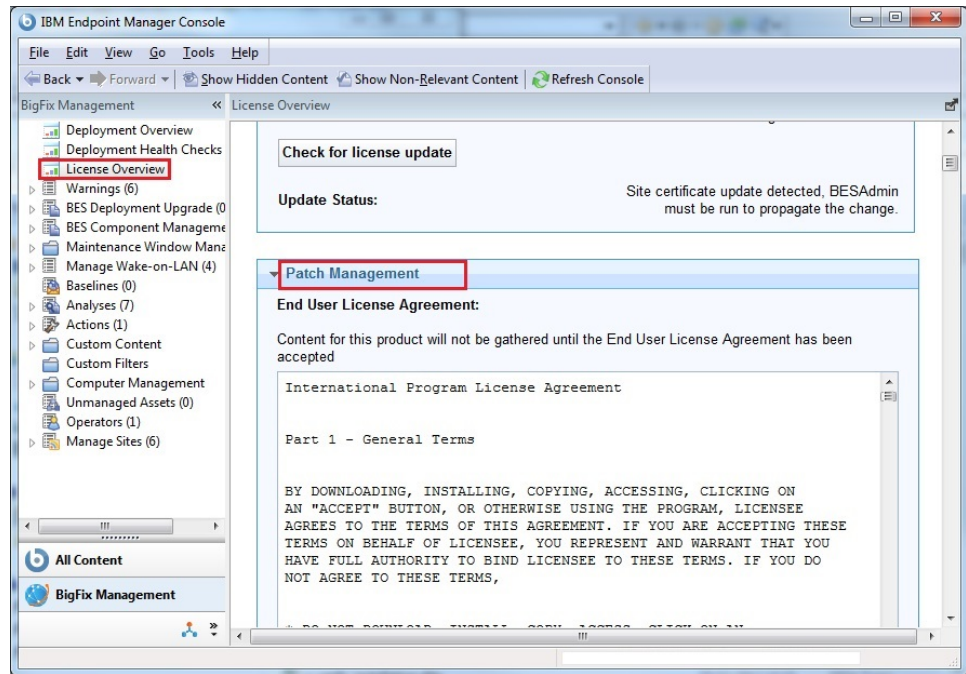 IBM Endpoint Manager Console
File Edit View Go Tools Help
Back Forward Show Hidden Content Show Non-Relevant Content Refresh Console
BigFix Management « License Overview
Deployment Overview
Deployment Health Checks
License Overview
Warnings (6)
BES Deployment Upgrade (0
BES Component Manageme
Maintenance Window Mana
Manage Wake-on-LAN (4)
Baselines (0)
Analyses (7)
Actions (1)
Custom Content
Custom Filters
Computer Management
Unmanaged Assets (0)
Operators (1)
Manage Sites (6)
All Content
BigFix Management
Check for license update
Update Status:
Site certificate update detected, BESAdmin
must be run to propagate the change.
Patch Management
End User License Agreement:
Content for this product will not be gathered until the End User License Agreement has been
accepted
International Program License Agreement
Part 1 - General Terms
BY DOWNLOADING, INSTALLING, COPYING, ACCESSING, CLICKING ON
AN "ACCEPT" BUTTON, OR OTHERWISE USING THE PROGRAM, LICENSEE
AGREES TO THE TERMS OF THIS AGREEMENT. IF YOU ARE ACCEPTING THESE
TERMS ON BEHALF OF LICENSEE, YOU REPRESENT AND WARRANT THAT YOU
HAVE FULL AUTHORITY TO BIND LICENSEE TO THESE TERMS. IF YOU DO
NOT AGREE TO THESE TERMS,